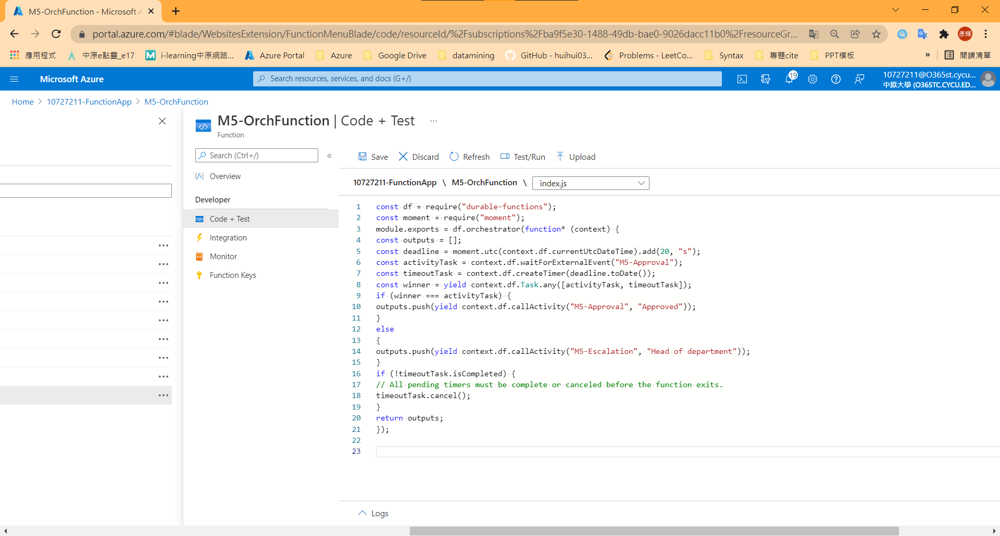 M5-OrchFunction - Microsoft A
portal.azure.com/#blade/WebsitesExtension/FunctionMenuBlade/code/resourceId/%2Fsubscriptions%2Fba9f5e30-1488-49db-bae0-9026dacc11b0%2FresourceGr...
彥輝
應用程式
中原e點靈_e17
i-learning中原網路...
Azure Portal
Azure
Google Drive
datamining
GitHub - huihui03...
Problems - LeetCo...
Syntax
專題cite
PPT模板
»
閱讀清單
Microsoft Azure
Search resources, services, and docs (G+/)
19
10727211@O365st.cycu...
中原大學 (O365TC.CYCU.ED...
Home > 10727211-FunctionApp > M5-OrchFunction
M5-OrchFunction | Code + Test ...
Function
Search (Ctrl+/)
«
Save
Discard
Refresh
Test/Run
Upload
Overview
Developer
Code + Test
Integration
Monitor
Function Keys
10727211-FunctionApp \ M5-OrchFunction \ index.js
1 const df = require("durable-functions");
2 const moment = require("moment");
3 module.exports = df.orchestrator(function* (context) {
4 const outputs = [];
5 const deadline = moment.utc(context.df.currentUtcDateTime).add(20, "s");
6 const activityTask = context.df.waitForExternalEvent("M5-Approval");
7 const timeoutTask = context.df.createTimer(deadline.toDate());
8 const winner = yield context.df.Task.any([activityTask, timeoutTask]);
9 if (winner === activityTask) {
10 outputs.push(yield context.df.callActivity("M5-Approval", "Approved"));
11 }
12 else
13 {
14 outputs.push(yield context.df.callActivity("M5-Escalation", "Head of department"));
15 }
16 if (!timeoutTask.isCompleted) {
17 // All pending timers must be complete or canceled before the function exits.
18 timeoutTask.cancel();
19 }
20 return outputs;
21 });
22
23
Logs